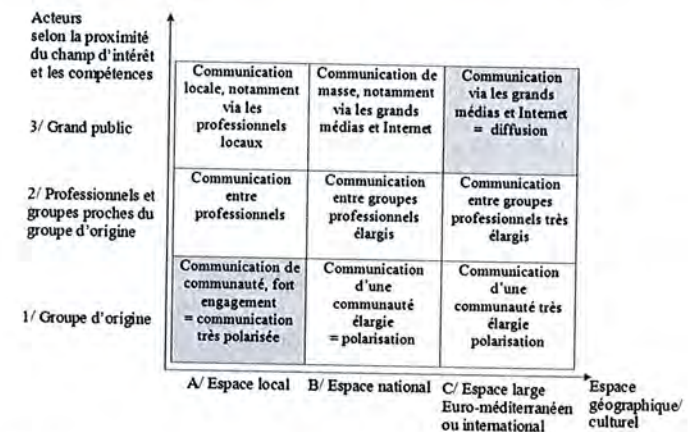 Acteurs
selon la proximité
du champ d'intérêt
et les compétences
3/ Grand public
Communication
locale, notamment
via les
professionnels
locaux
Communication de
masse, notamment
via les grands
médias et Internet
Communication
via les grands
médias et Internet
= diffusion
2/ Professionnels et
groupes proches du
groupe d'origine
Communication
entre
professionnels
Communication
entre groupes
professionnels
élargis
Communication
entre groupes
professionnels très
élargis
1/ Groupe d'origine
Communication de
communauté, fort
engagement
= communication
très polarisée
Communication
d'une
communauté
élargie
= polarisation
Communication
d'une
communauté très
élargie
polarisation
A/ Espace local
B/ Espace national
C/ Espace large
Euro-méditerranéen
ou international
Espace
géographique/
culturel